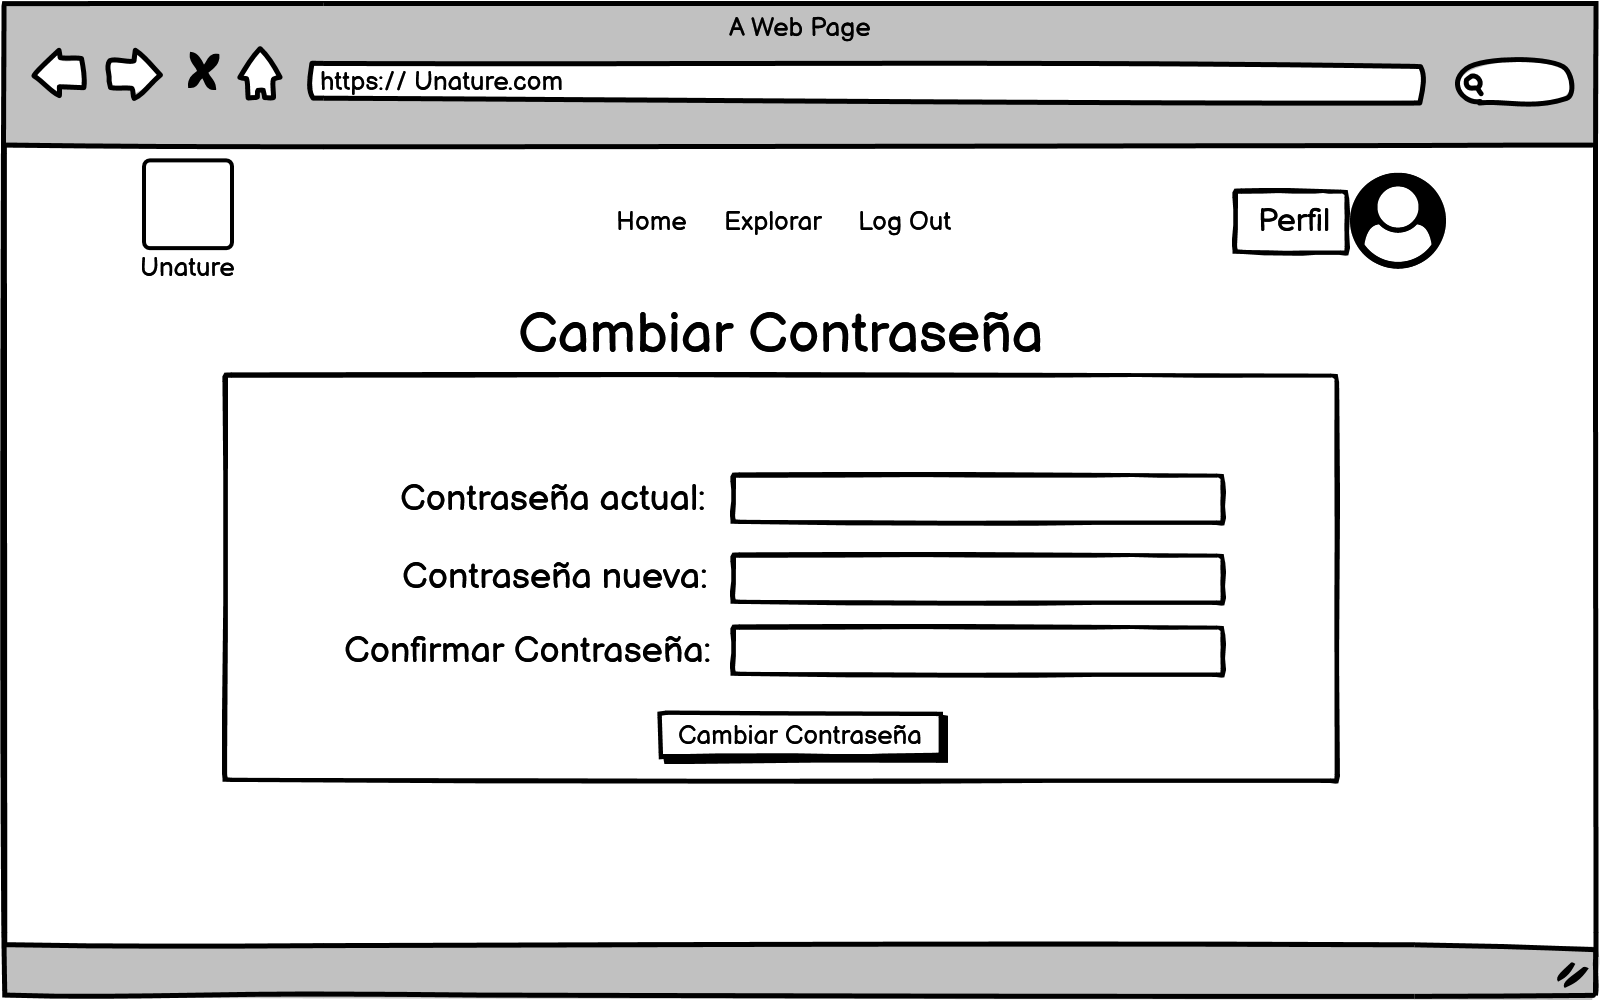 A Web Page
https:// Unature.com
Unature
Home Explorar Log Out
Perfil
Cambiar Contraseña
Contraseña actual:
Contraseña nueva:
Confirmar Contraseña:
Cambiar Contraseña